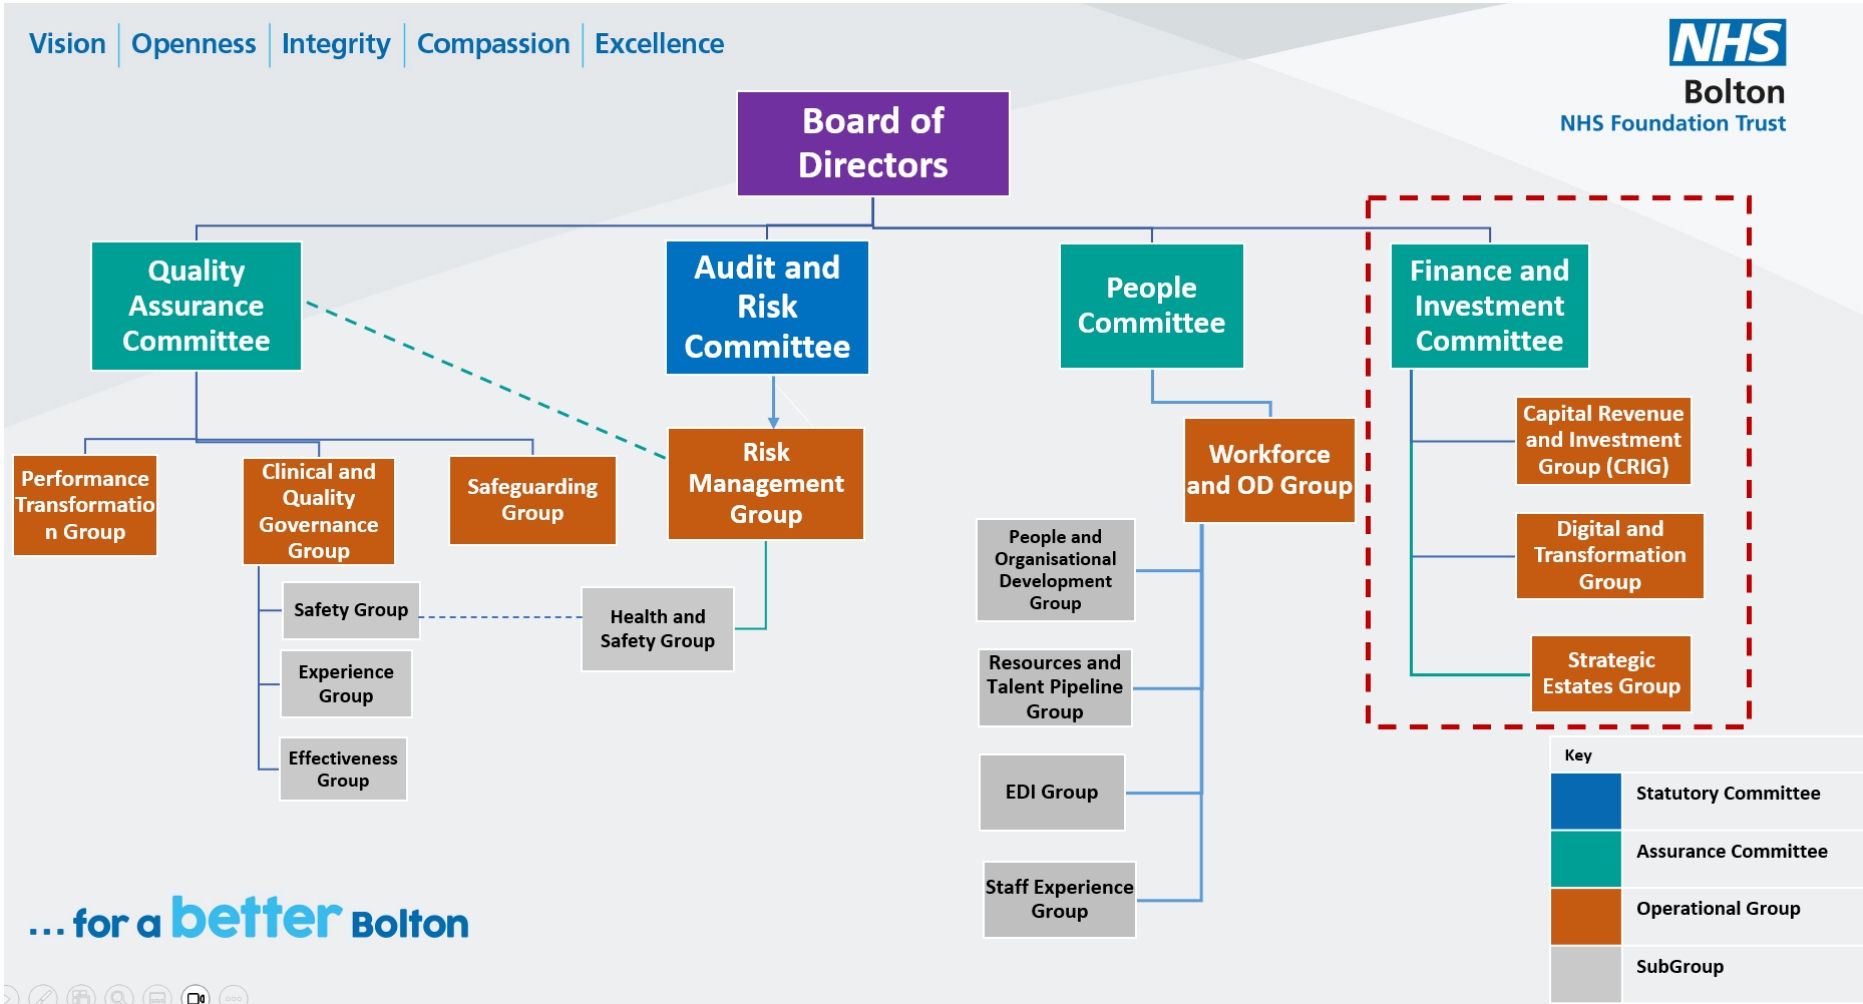 Vision | Openness | Integrity | Compassion | Excellence
NHS
Bolton
NHS Foundation Trust
Board of
Directors
Quality
Assurance
Committee
Audit and
Risk
Committee
People
Committee
Finance and
Investment
Committee
Performance
Transformatio
n Group
Clinical and
Quality
Governance
Group
Safeguarding
Group
Risk
Management
Group
Workforce
and OD Group
Capital Revenue
and Investment
Group (CRIG)
Digital and
Transformation
Group
Strategic
Estates Group
Safety Group
Experience
Group
Effectiveness
Group
Health and
Safety Group
People and
Organisational
Development
Group
Resources and
Talent Pipeline
Group
EDI Group
Staff Experience
Group
Key
Statutory Committee
Assurance Committee
Operational Group
SubGroup
...for a better Bolton